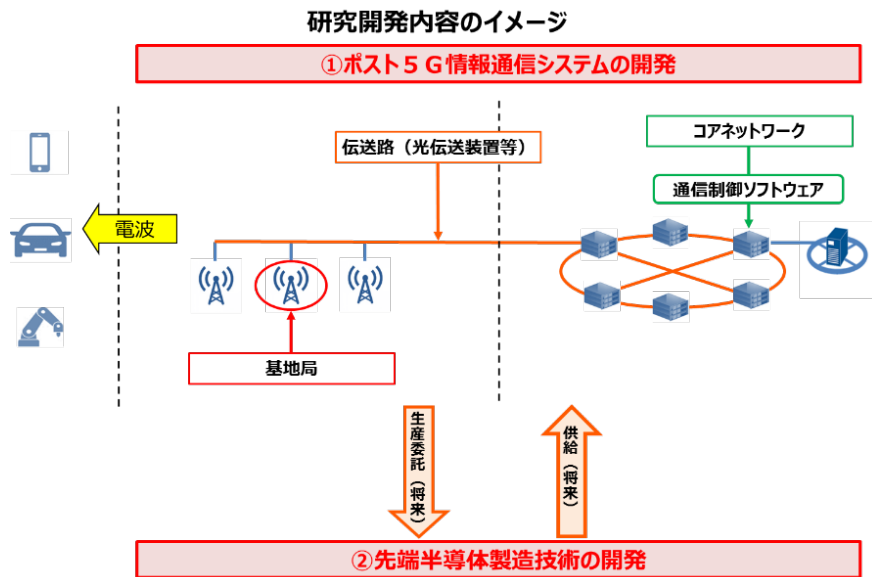 研究開発内容のイメージ
①ポスト５Ｇ情報通信システムの開発
伝送路（光伝送装置等）
コアネットワーク
通信制御ソフトウェア
電波
基地局
生産委託（将来）
供給（将来）
②先端半導体製造技術の開発